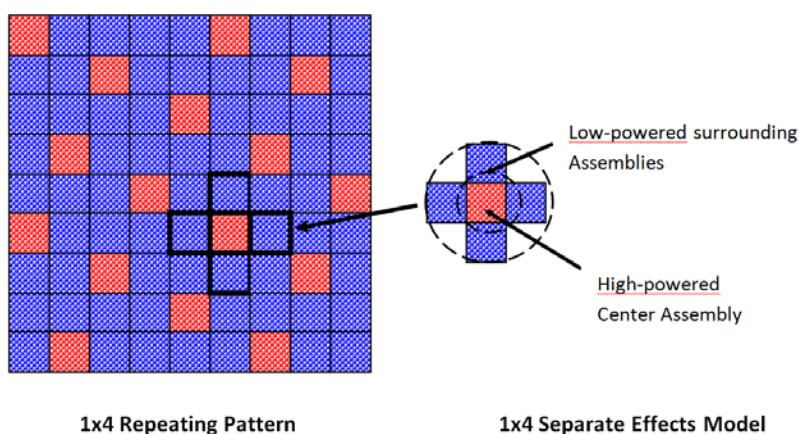 Low-powered surrounding
Assemblies
High-powered
Center Assembly
1x4 Repeating Pattern
1x4 Separate Effects Model